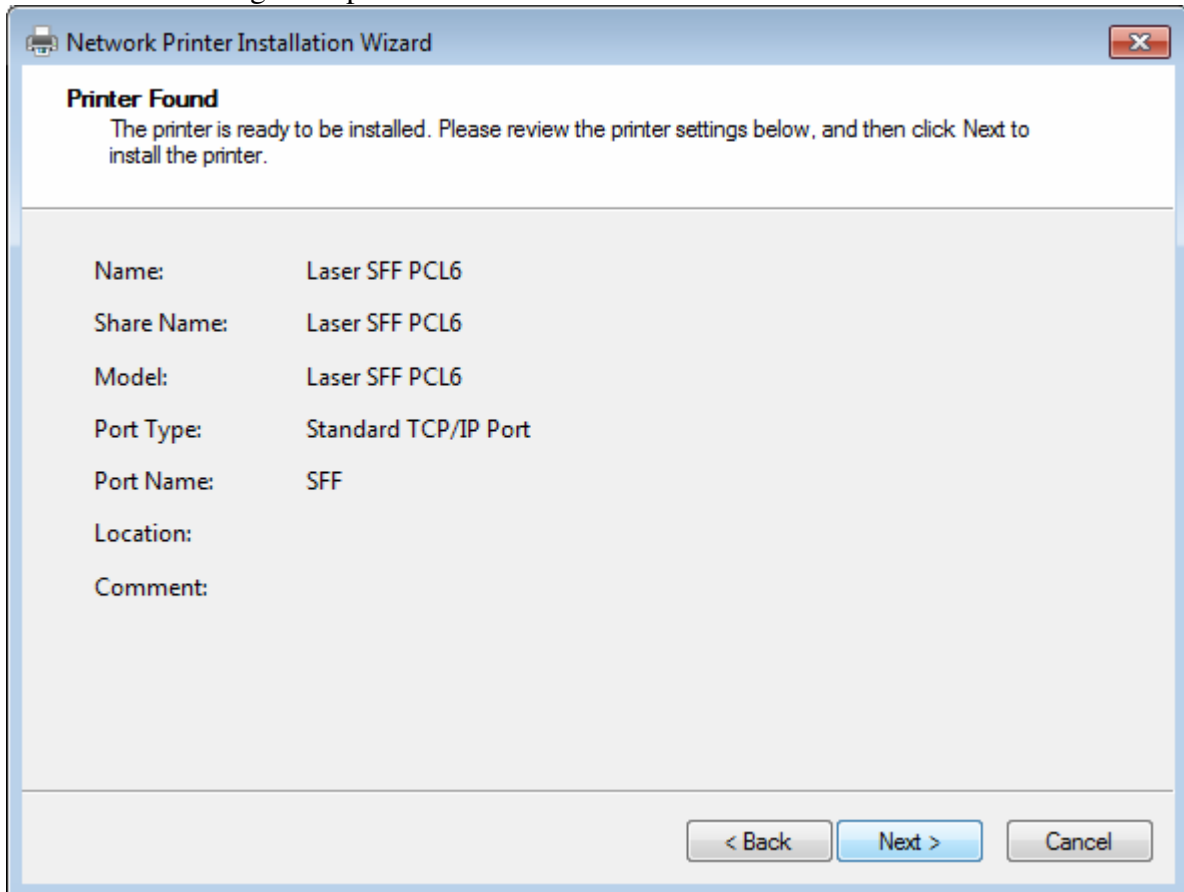 Network Printer Installation Wizard
Printer Found
The printer is ready to be installed. Please review the printer settings below, and then click Next to
install the printer.
Name: Laser SFF PCL6
Share Name: Laser SFF PCL6
Model: Laser SFF PCL6
Port Type: Standard TCP/IP Port
Port Name: SFF
Location:
Comment:
< Back Next > Cancel